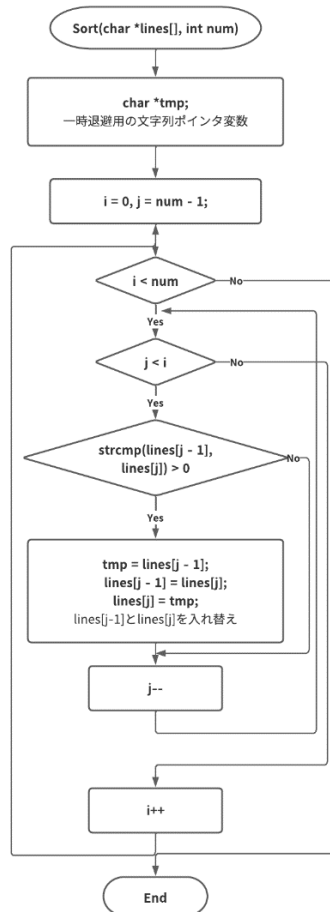 Sort(char *lines[], int num)
char *tmp;
一時退避用の文字列ポインタ変数
i = 0, j = num - 1;
i < num
No
Yes
j < i
No
Yes
strcmp(lines[j - 1],
lines[j]) > 0
No
Yes
tmp = lines[j - 1];
lines[j - 1] = lines[j];
lines[j] = tmp;
lines[j-1]とlines[j]を入れ替え
j--
i++
End